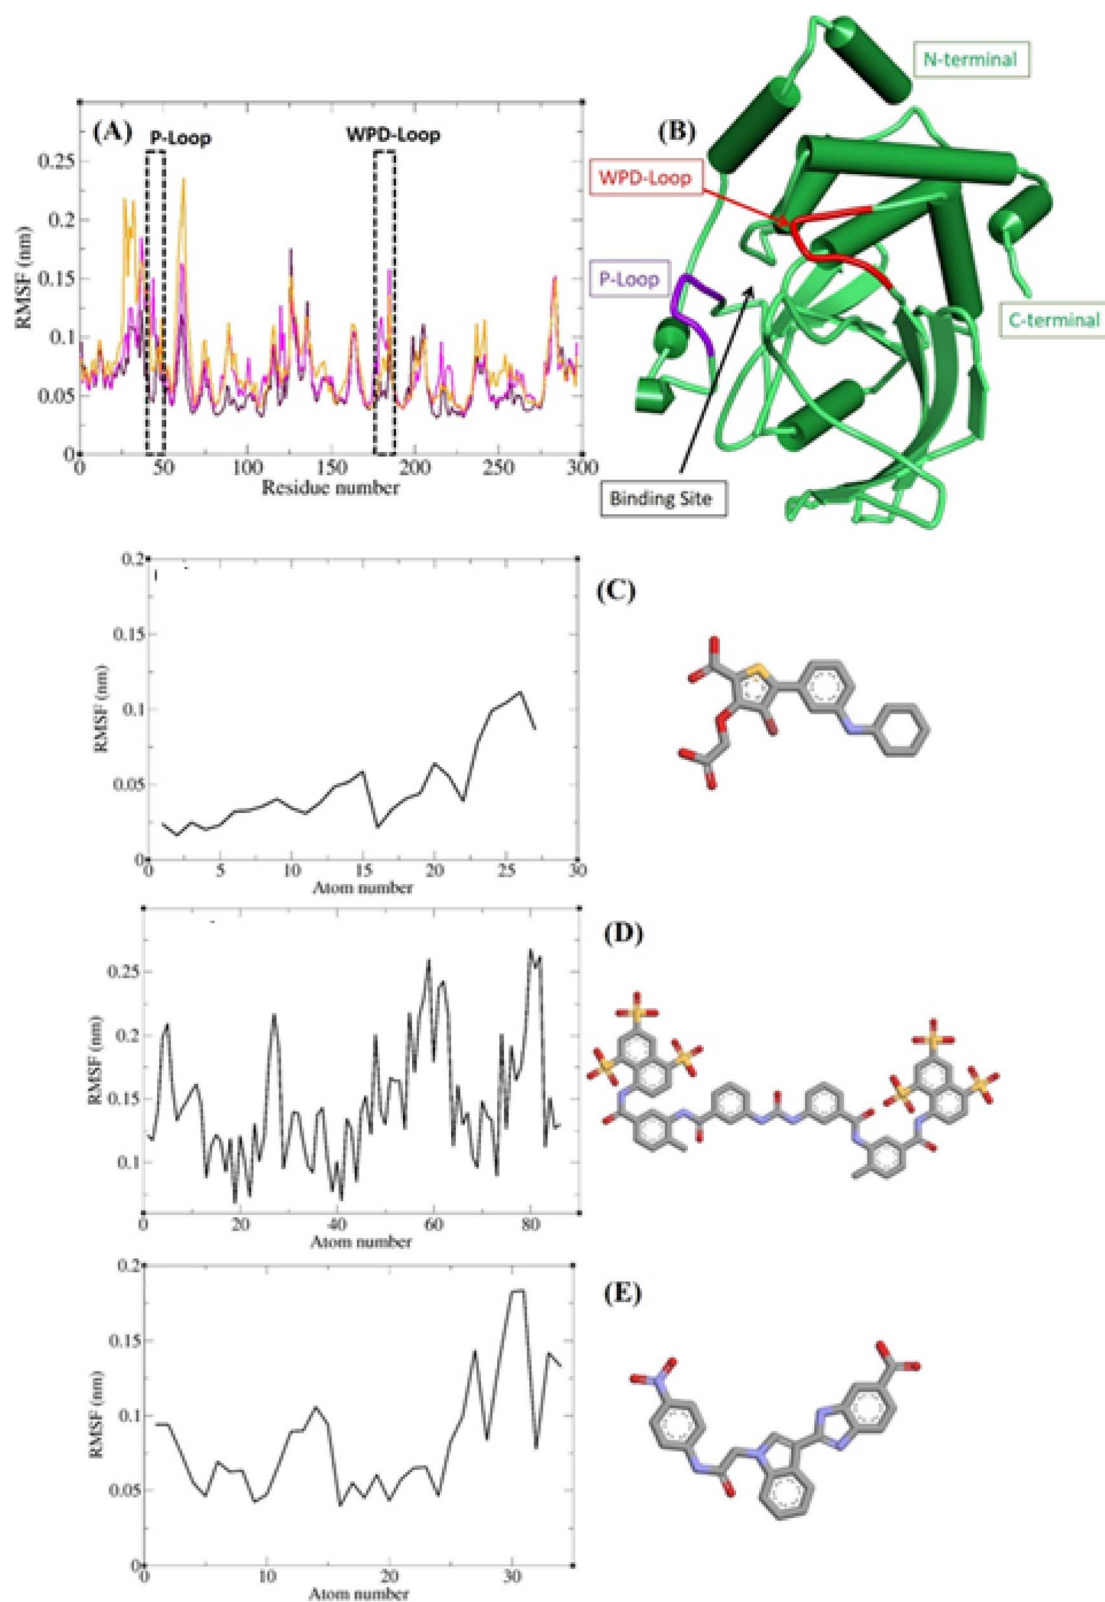 N-terminal
(A)
P-Loop
WPD-Loop
(B)
0.25
0.2
0.15
0.1
0.05
0
RMSF (nm)
0 50 100 150 200 250 300
Residue number
WPD-Loop
P-Loop
C-terminal
Binding Site
(C)
0.2
0.15
0.1
0.05
0
RMSF (nm)
0 5 10 15 20 25 30
Atom number
(D)
0.25
0.2
0.15
0.1
RMSF (nm)
0 20 40 60 80
Atom number
(E)
0.2
0.15
0.1
0.05
0
RMSF (nm)
0 10 20 30
Atom number